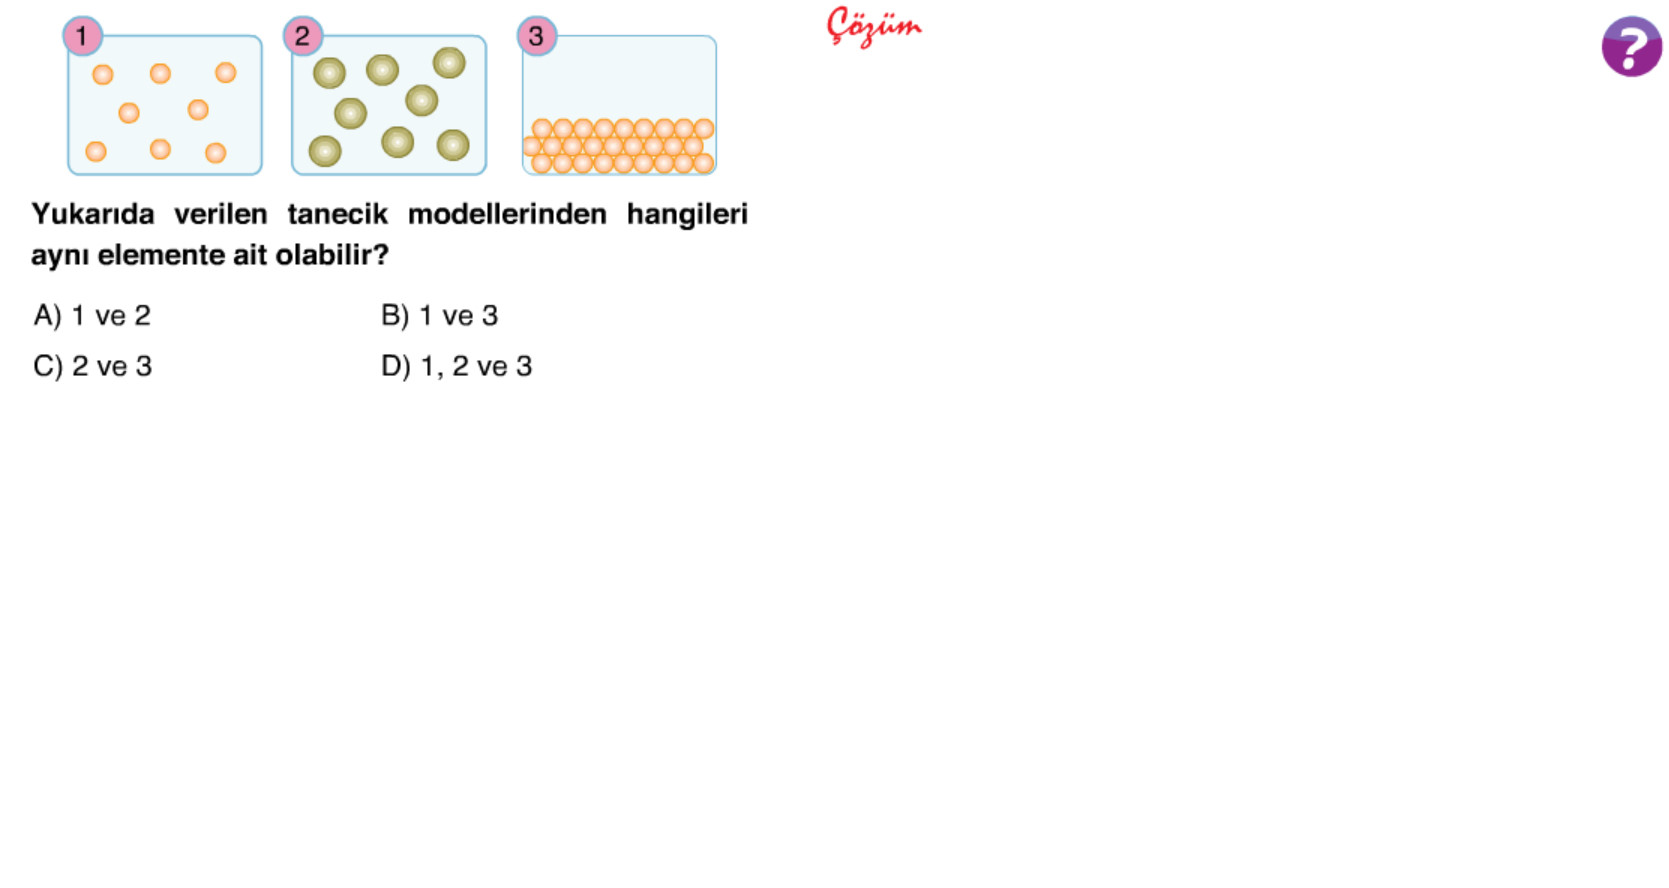 1
2
3
Çözüm
?
Yukarıda verilen tanecik modellerinden hangileri
aynı elemente ait olabilir?
A) 1 ve 2
B) 1 ve 3
C) 2 ve 3
D) 1, 2 ve 3